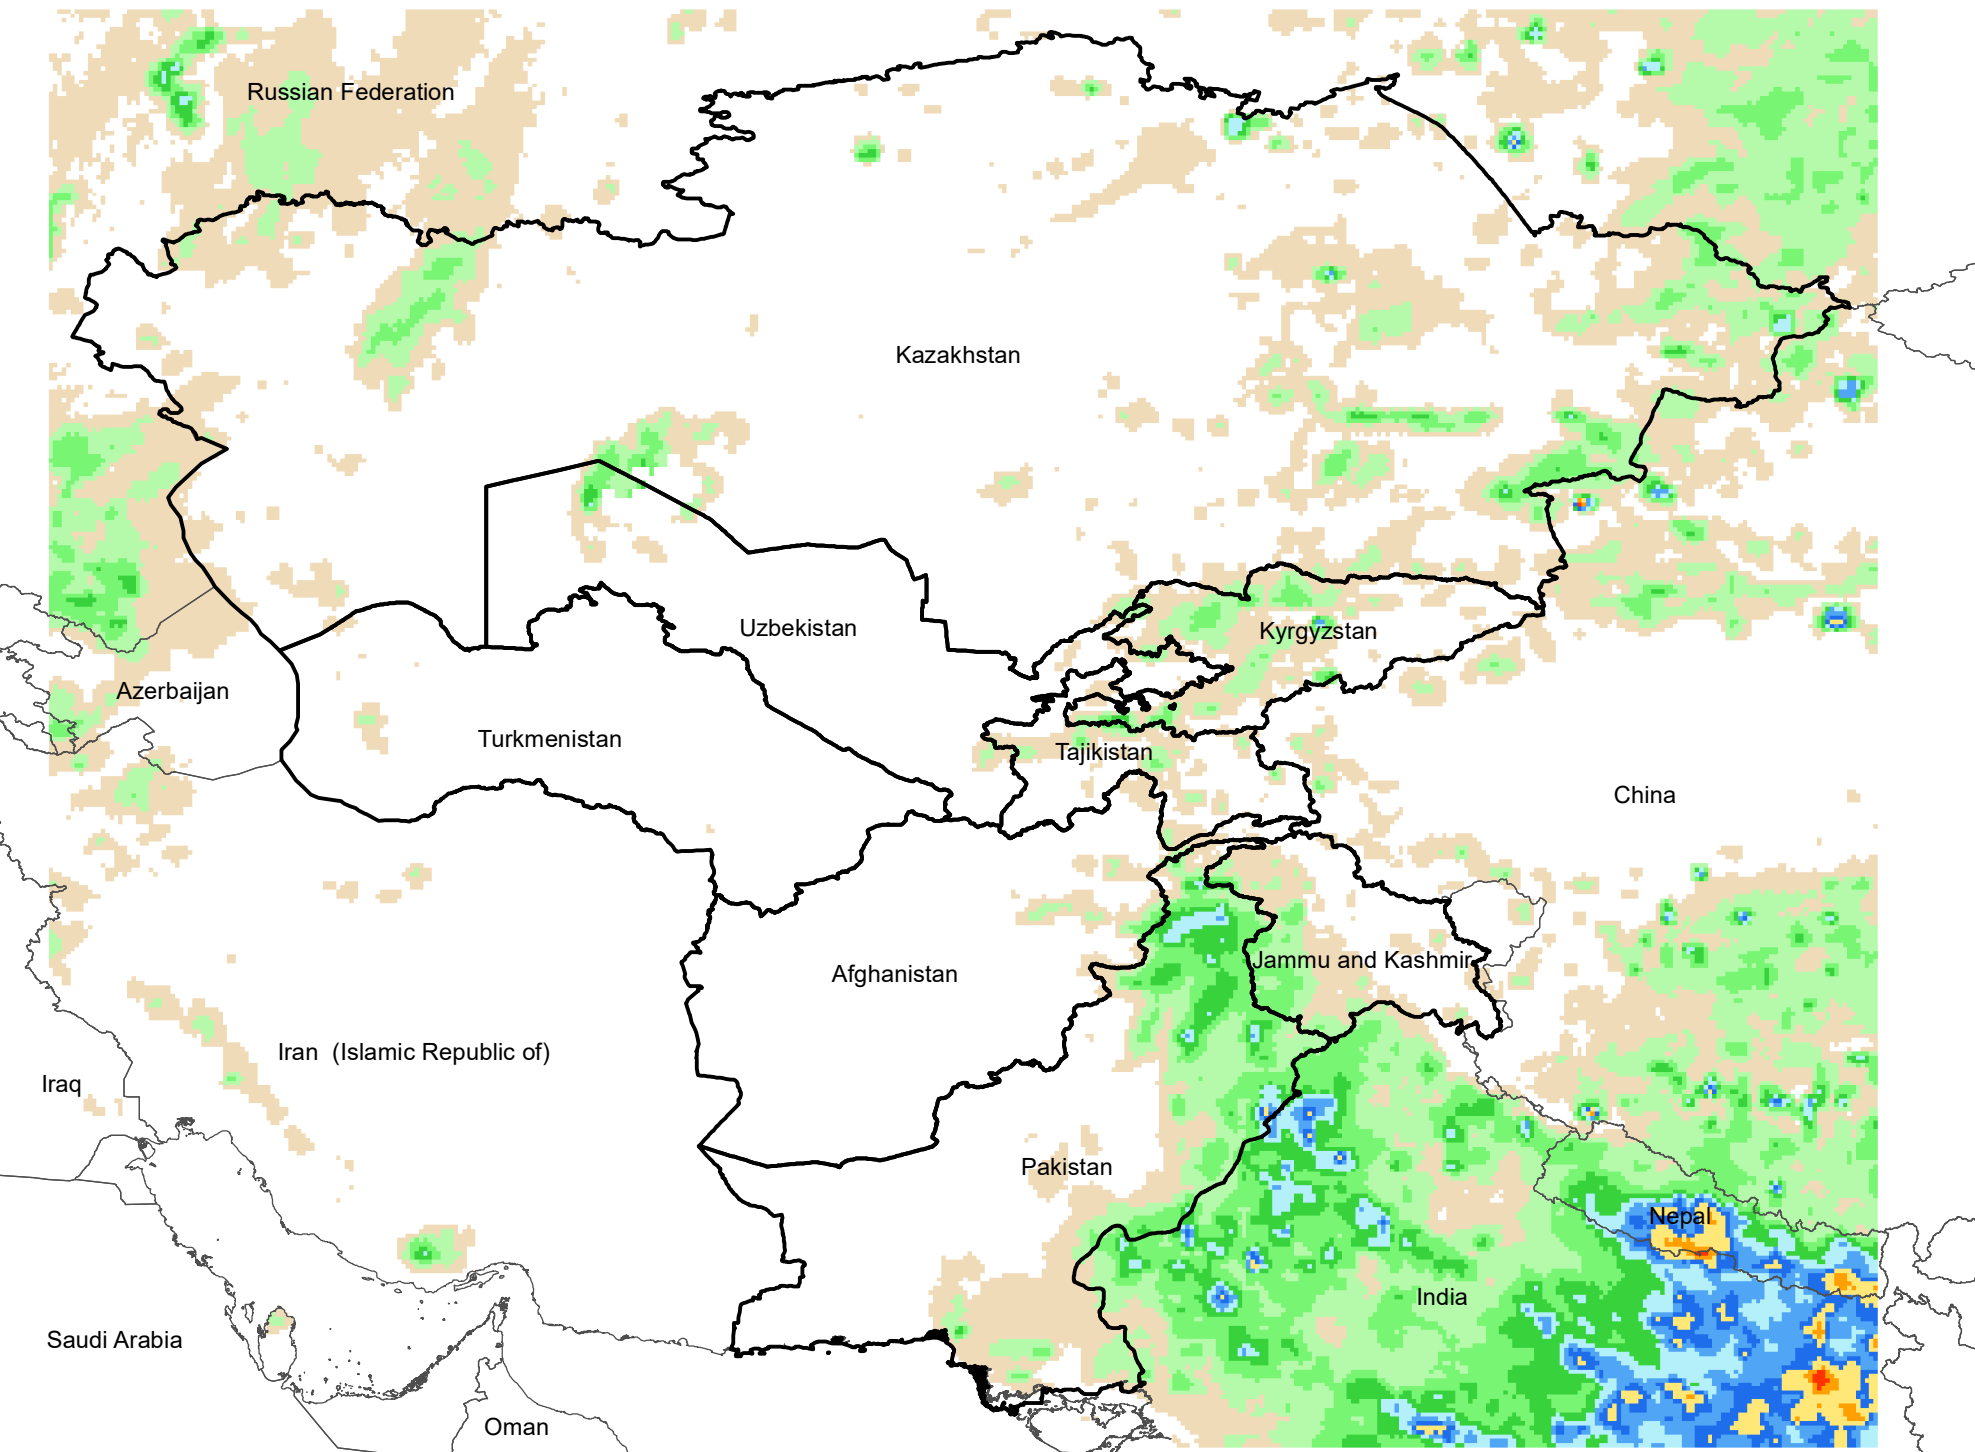 Russian Federation
Kazakhstan
Uzbekistan
Kyrgyzstan
Azerbaijan
Turkmenistan
Tajikistan
China
Jammu and Kashmir
Afghanistan
Iran  (Islamic Republic of)
Iraq
Pakistan
Nepal
India
Saudi Arabia
Oman